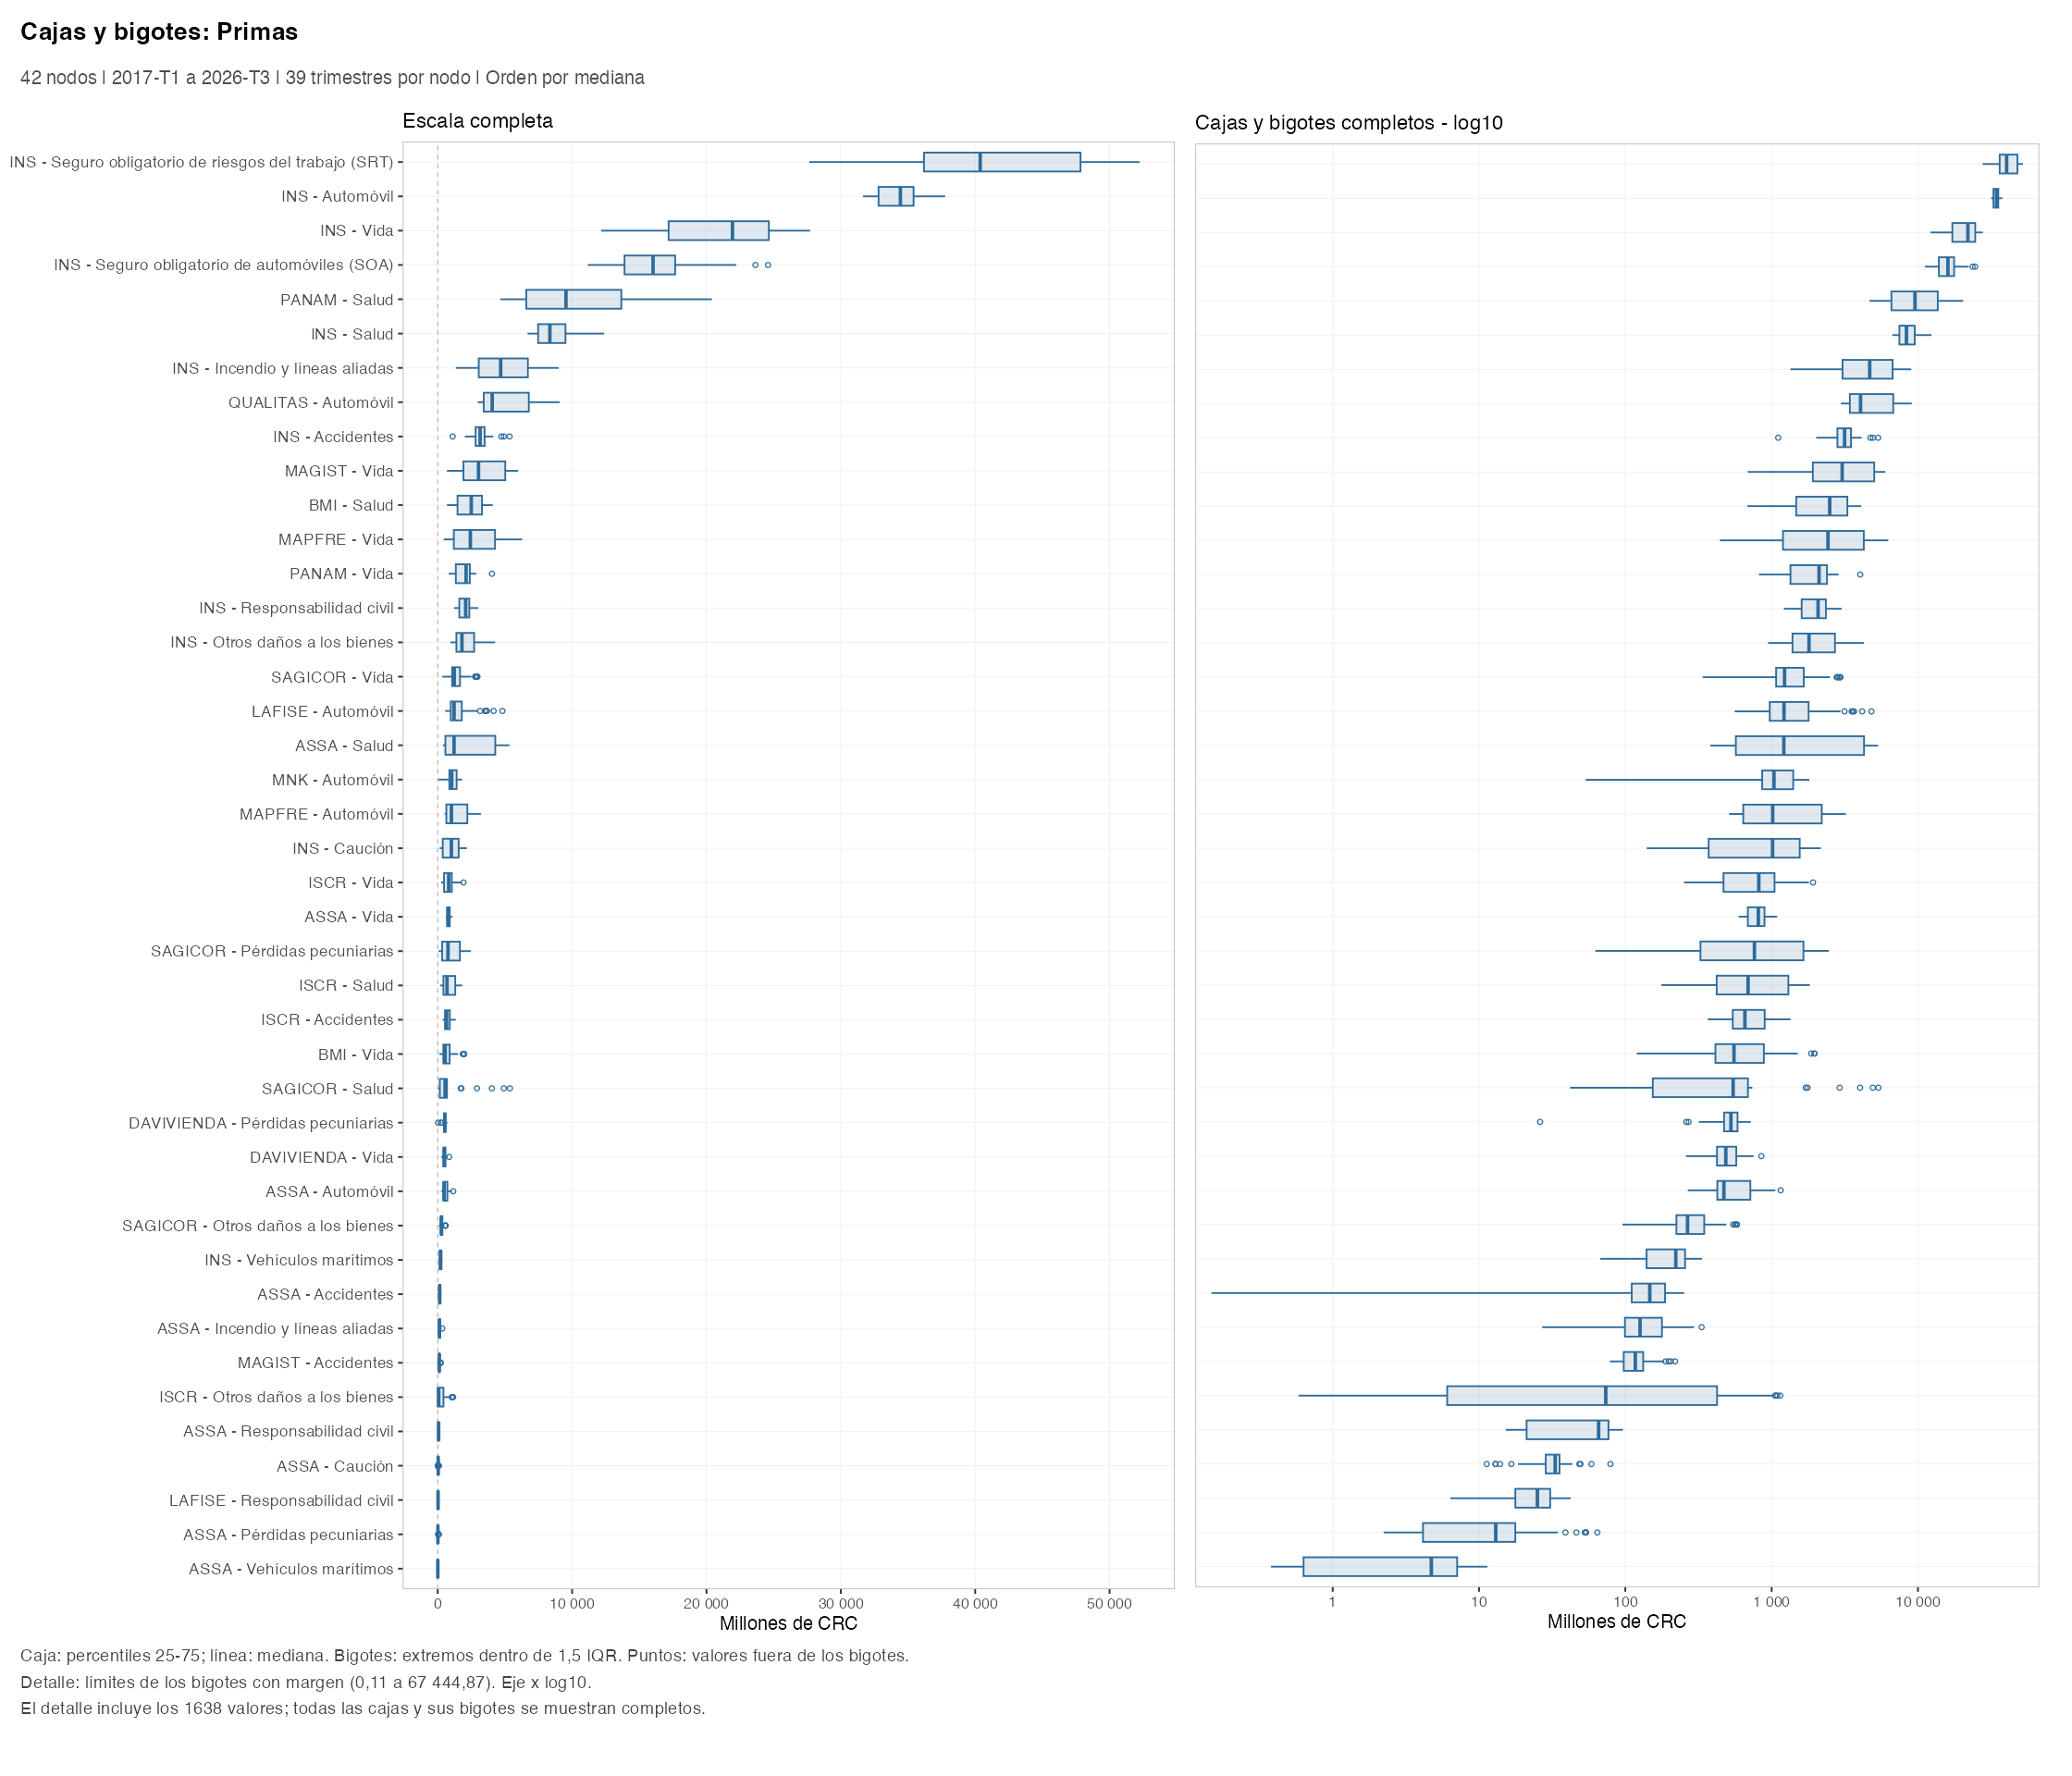 Cajas y bigotes: Primas
42 nodos | 2017-T1 a 2026-T3 | 39 trimestres por nodo | Orden por mediana
Escala completa
Cajas y bigotes completos - log10
INS - Seguro obligatorio de riesgos del trabajo (SRT)
INS - Automóvil
INS - Vida
INS - Seguro obligatorio de automóviles (SOA)
PANAM - Salud
INS - Salud
INS - Incendio y líneas aliadas
QUALITAS - Automóvil
INS - Accidentes
MAGIST - Vida
BMI - Salud
MAPFRE - Vida
PANAM - Vida
INS - Responsabilidad civil
INS - Otros daños a los bienes
SAGICOR - Vida
LAFISE - Automóvil
ASSA - Salud
MNK - Automóvil
MAPFRE - Automóvil
INS - Caución
ISCR - Vida
ASSA - Vida
SAGICOR - Pérdidas pecuniarias
ISCR - Salud
ISCR - Accidentes
BMI - Vida
SAGICOR - Salud
DAVIVIENDA - Pérdidas pecuniarias
DAVIVIENDA - Vida
ASSA - Automóvil
SAGICOR - Otros daños a los bienes
INS - Vehículos marítimos
ASSA - Accidentes
ASSA - Incendio y líneas aliadas
MAGIST - Accidentes
ISCR - Otros daños a los bienes
ASSA - Responsabilidad civil
ASSA - Caución
LAFISE - Responsabilidad civil
ASSA - Pérdidas pecuniarias
ASSA - Vehículos marítimos
0 10 000 20 000 30 000 40 000 50 000
Millones de CRC
1 10 100 1 000 10 000
Millones de CRC
Caja: percentiles 25-75; línea: mediana. Bigotes: extremos dentro de 1,5 IQR. Puntos: valores fuera de los bigotes.
Detalle: límites de los bigotes con margen (0,11 a 67 444,87). Eje x log10.
El detalle incluye los 1638 valores; todas las cajas y sus bigotes se muestran completos.